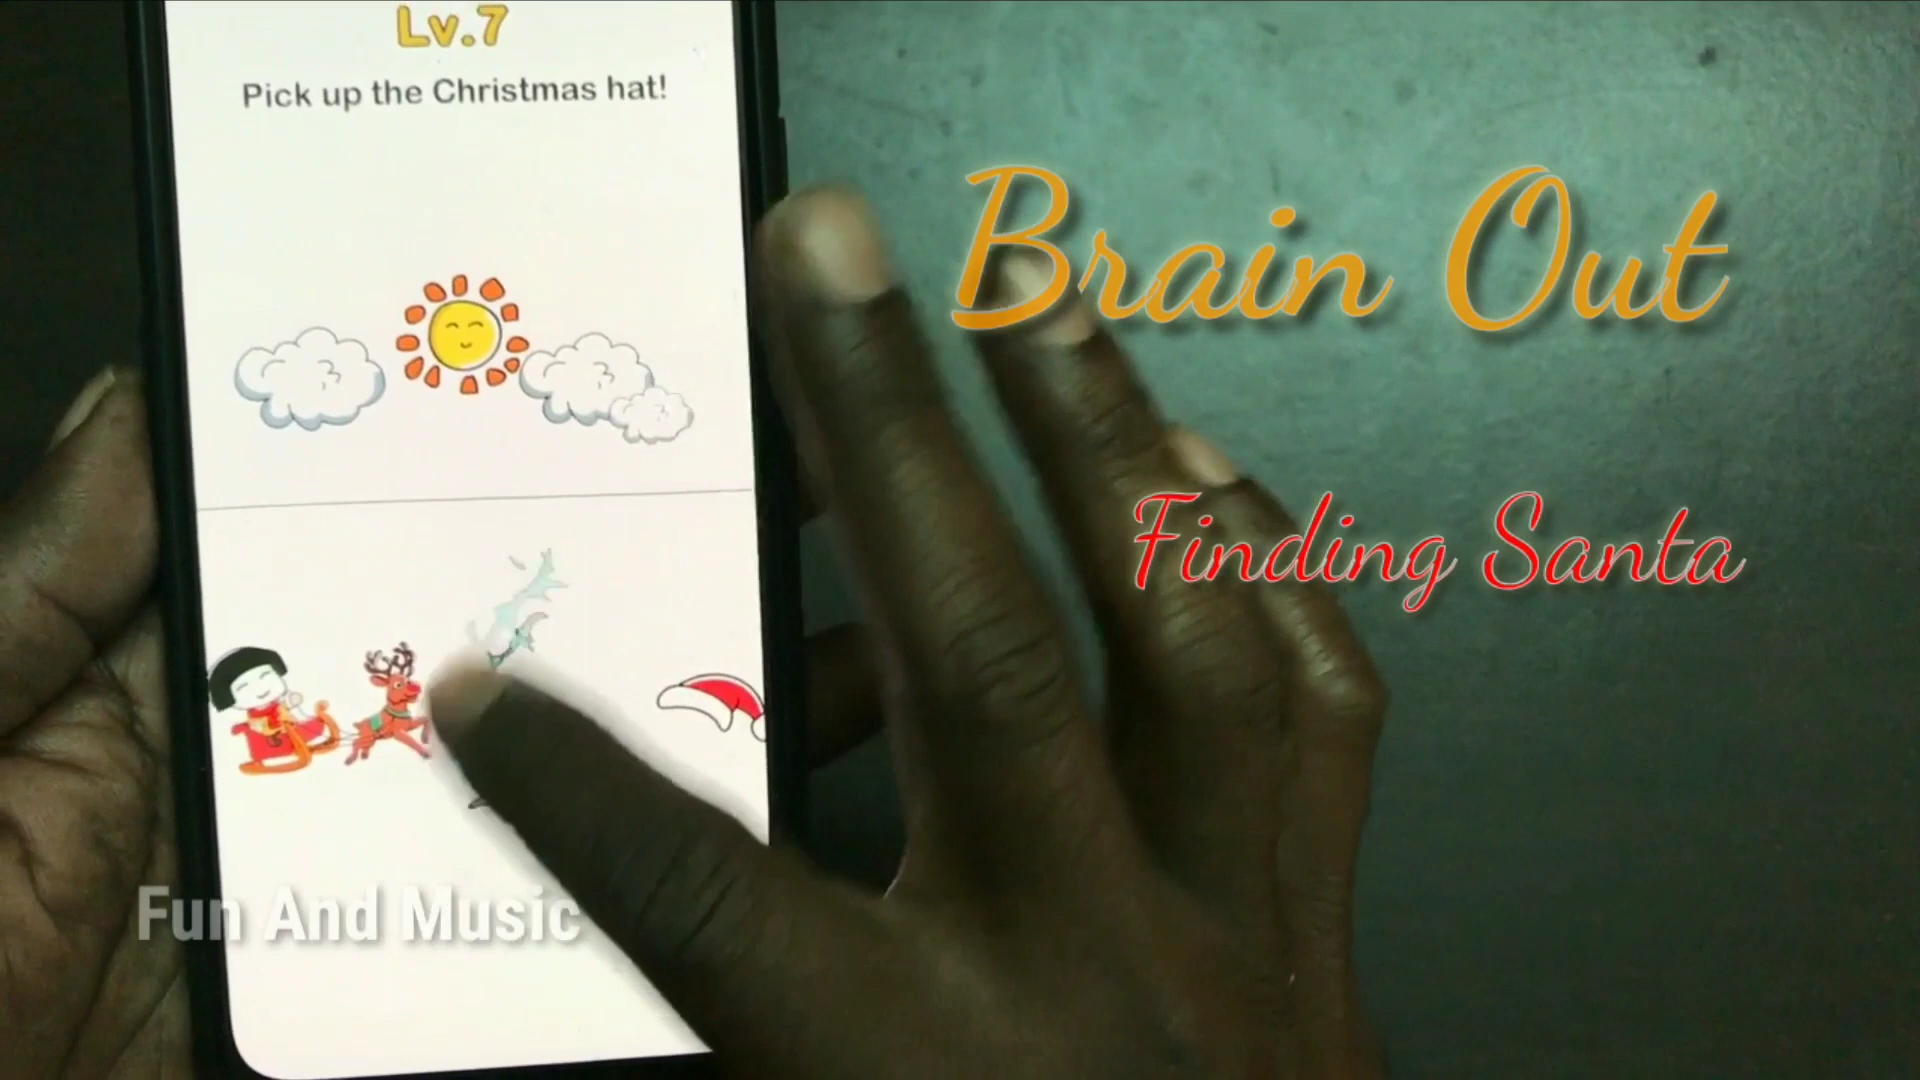 Lv.7
Pick up the Christmas hat!
Brain Out
Finding Santa
Fun And Music